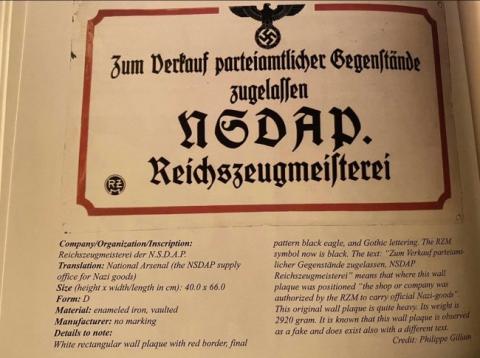 Zum Verkauf parteiamtlicher Gegenstände
zugelassen
NSDAP.
Reichszeugmeisterei
RZM
Company/Organization/Inscription:
Reichszeugmeisterei der N.S.D.A.P.
Translation: National Arsenal (the NSDAP supply
office for Nazi goods)
Size (height x width/length in cm): 40.0 x 66.0
Form: D
Material: enameled iron, vaulted
Manufacturer: no marking
Details to note:
White rectangular wall plaque with red border, final
pattern black eagle, and Gothic lettering. The RZM
symbol now is black. The text: "Zum Verkauf parteiamt-
licher Gegenstände zugelassen, NSDAP
Reichszeugmeisterei" means that where this wall
plaque was positioned "the shop or company was
authorized by the RZM to carry official Nazi-goods".
This original wall plaque is quite heavy. Its weight is
2920 gram. It is known that this wall plaque is observed
as a fake and does exist also with a different text.
Credit: Philippe Gillain